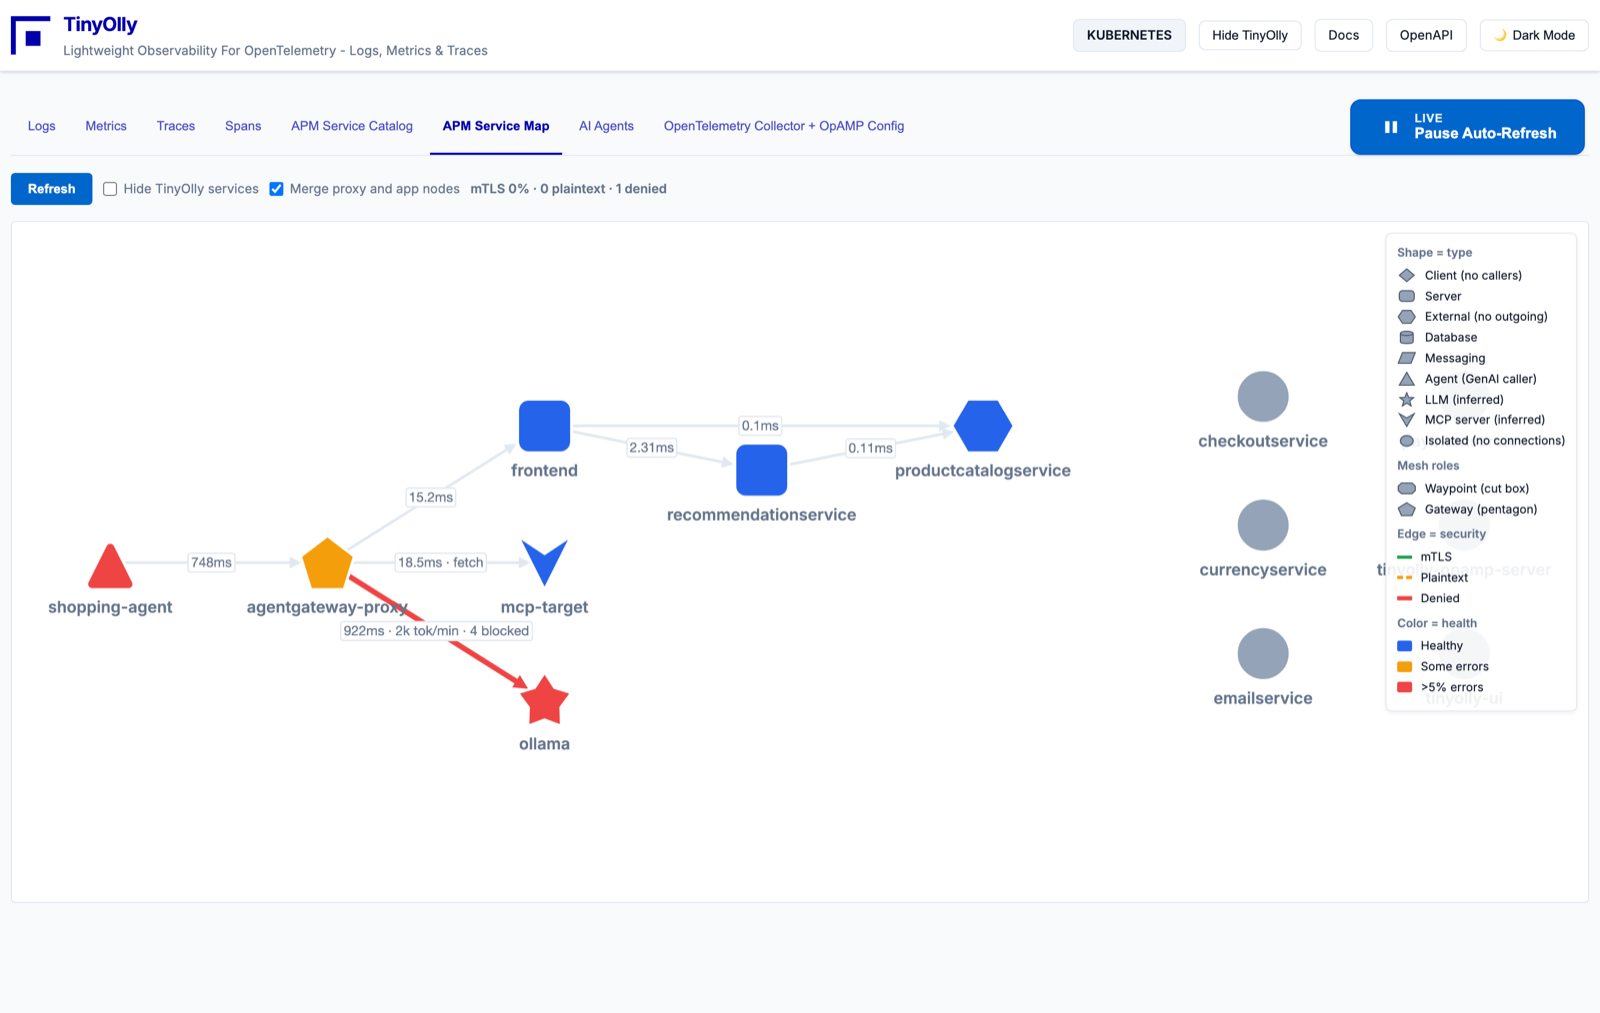 TinyOlly
Lightweight Observability For OpenTelemetry - Logs, Metrics & Traces
KUBERNETES
Hide TinyOlly
Docs
OpenAPI
🌙 Dark Mode
Logs
Metrics
Traces
Spans
APM Service Catalog
APM Service Map
AI Agents
OpenTelemetry Collector + OpAMP Config
LIVE
Pause Auto-Refresh
Refresh
Hide TinyOlly services
Merge proxy and app nodes
mTLS 0% · 0 plaintext · 1 denied
Shape = type
Client (no callers)
Server
External (no outgoing)
Database
Messaging
Agent (GenAI caller)
LLM (inferred)
MCP server (inferred)
Isolated (no connections)
Mesh roles
Waypoint (cut box)
Gateway (pentagon)
Edge = security
mTLS
Plaintext
Denied
Color = health
Healthy
Some errors
>5% errors
0.1ms
2.31ms
0.11ms
frontend
productcatalogservice
checkoutservice
15.2ms
recommendationservice
748ms
18.5ms · fetch
shopping-agent
agentgateway-proxy
mcp-target
currencyservice
tinyolly-opamp-server
922ms · 2k tok/min · 4 blocked
ollama
emailservice
tinyolly-ui